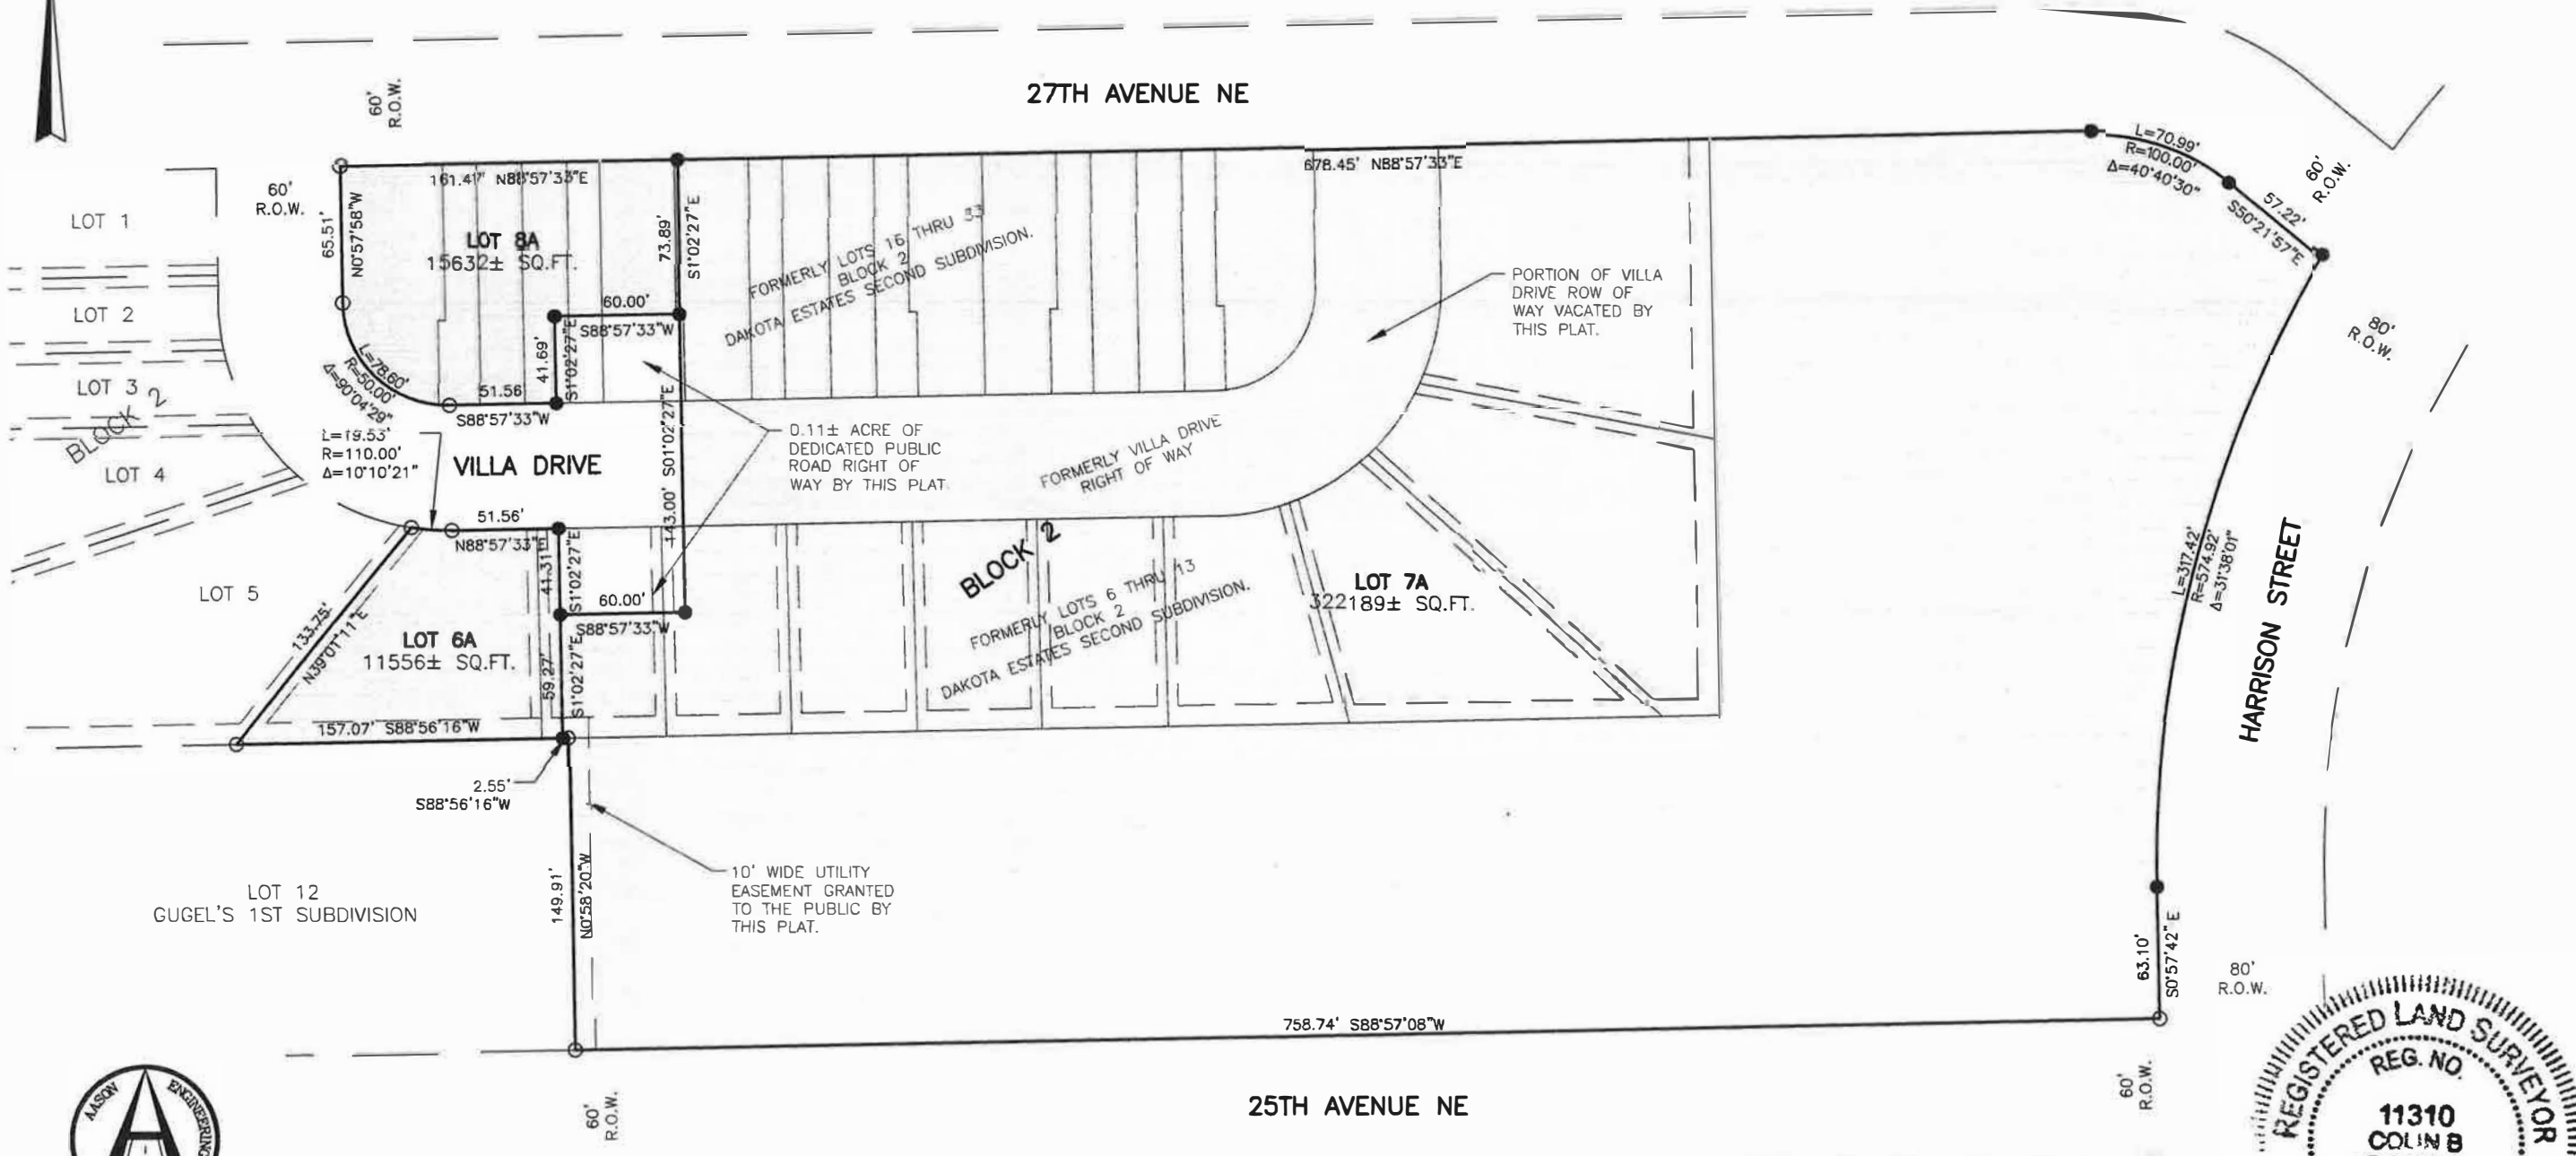 27TH AVENUE NE
60'
R.O.W.
60'
R.O.W.
161.47' N88°57'33"E
678.45' N88°57'33"E
L=70.99'
R=100.00'
Δ=40°40'30"
60'
R.O.W.
57.22'
S50°21'57"E
LOT 1
LOT 2
LOT 3
BLOCK 2
LOT 4
LOT 5
65.51'
N0°57'58"W
LOT 8A
15632± SQ.FT.
73.89'
S1°02'27"E
FORMERLY LOTS 16 THRU 33
BLOCK 2
DAKOTA ESTATES SECOND SUBDIVISION.
60.00'
S88°57'33"W
41.69'
S1°02'27"E
PORTION OF VILLA
DRIVE ROW OF
WAY VACATED BY
THIS PLAT.
80'
R.O.W.
L=78.60'
R=50.00'
Δ=90°04'29"
51.56
S88°57'33"W
L=19.53'
R=110.00'
Δ=10°10'21"
VILLA DRIVE
143.00' S01°02'27"E
0.11± ACRE OF
DEDICATED PUBLIC
ROAD RIGHT OF
WAY BY THIS PLAT.
FORMERLY VILLA DRIVE
RIGHT OF WAY
51.56'
N88°57'33"E
41.31'
S1°02'27"E
60.00'
S88°57'33"W
BLOCK 2
FORMERLY LOTS 6 THRU 13
BLOCK 2
DAKOTA ESTATES SECOND SUBDIVISION.
LOT 7A
322189± SQ.FT.
L=317.42'
R=574.92'
Δ=31°38'01"
HARRISON STREET
133.75'
N39°01'11"E
LOT 6A
11556± SQ.FT.
59.27'
S1°02'27"E
157.07' S88°56'16"W
2.55'
S88°56'16"W
149.91'
N0°58'20"W
10' WIDE UTILITY
EASEMENT GRANTED
TO THE PUBLIC BY
THIS PLAT.
LOT 12
GUGEL'S 1ST SUBDIVISION
63.10'
S0°57'42"E
80'
R.O.W.
758.74' S88°57'08"W
60'
R.O.W.
25TH AVENUE NE
60'
R.O.W.
AASON ENGINEERING
REGISTERED LAND SURVEYOR
REG. NO.
11310
COLIN B